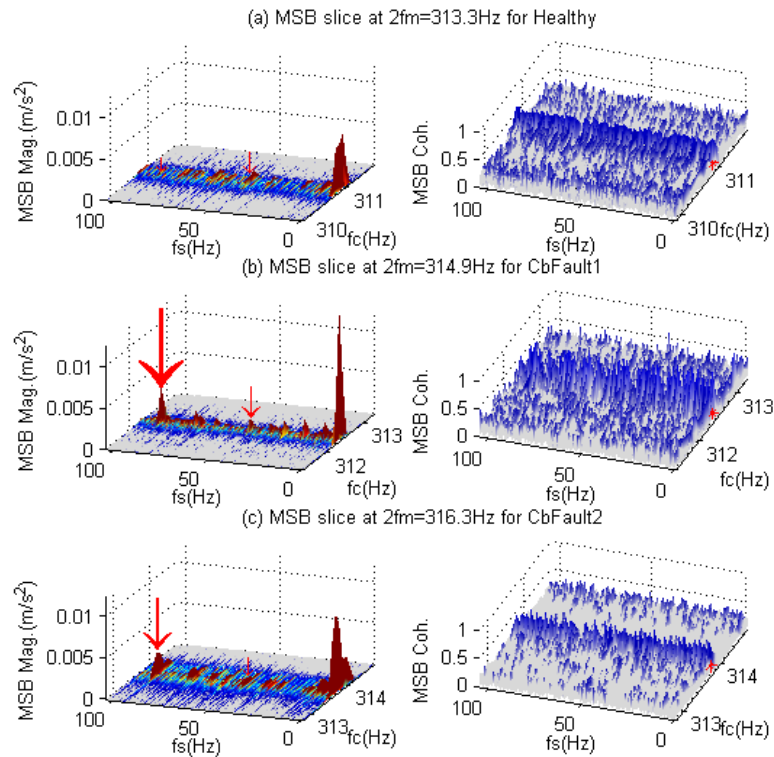 (a) MSB slice at 2fm=313.3Hz for Healthy
MSB Mag.(m/s²)
0.01
0.005
0
100
50
0
fs(Hz)
310
311
fc(Hz)
MSB Coh.
1
0.5
0
100
50
0
fs(Hz)
310
311
fc(Hz)
(b) MSB slice at 2fm=314.9Hz for CbFault1
MSB Mag.(m/s²)
0.01
0.005
0
100
50
0
fs(Hz)
312
313
fc(Hz)
MSB Coh.
1
0.5
0
100
50
0
fs(Hz)
312
313
fc(Hz)
(c) MSB slice at 2fm=316.3Hz for CbFault2
MSB Mag.(m/s²)
0.01
0.005
0
100
50
0
fs(Hz)
313
314
fc(Hz)
MSB Coh.
1
0.5
0
100
50
0
fs(Hz)
313
314
fc(Hz)